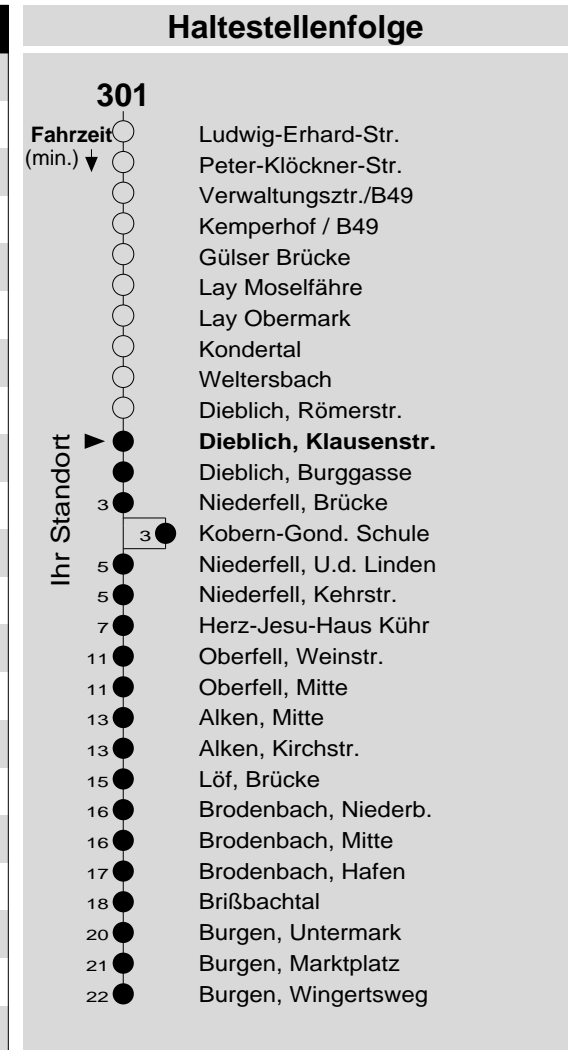 Haltestellenfolge
301
Fahrzeit
(min.)
Ludwig-Erhard-Str.
Peter-Klöckner-Str.
Verwaltungsztr./B49
Kemperhof / B49
Gülser Brücke
Lay Moselfähre
Lay Obermark
Kondertal
Weltersbach
Dieblich, Römerstr.
Ihr Standort
Dieblich, Klausenstr.
Dieblich, Burggasse
3 Niederfell, Brücke
3 Kobern-Gond. Schule
5 Niederfell, U.d. Linden
5 Niederfell, Kehrstr.
7 Herz-Jesu-Haus Kühr
11 Oberfell, Weinstr.
11 Oberfell, Mitte
13 Alken, Mitte
13 Alken, Kirchstr.
15 Löf, Brücke
16 Brodenbach, Niederb.
16 Brodenbach, Mitte
17 Brodenbach, Hafen
18 Brißbachtal
20 Burgen, Untermark
21 Burgen, Marktplatz
22 Burgen, Wingertsweg